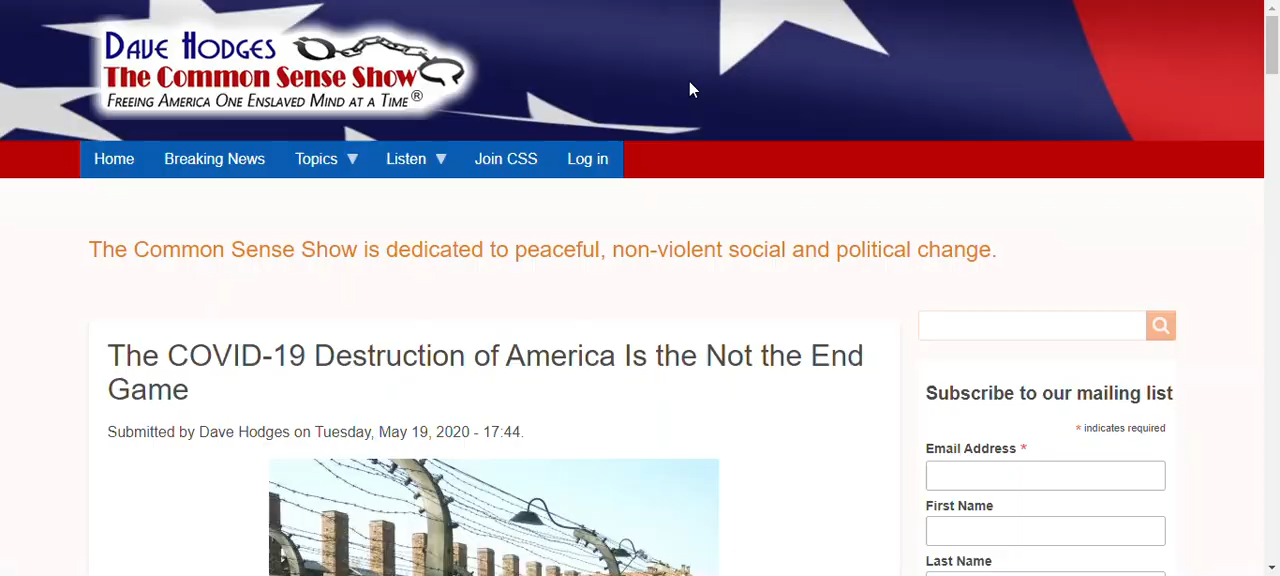 DAVE HODGES
The Common Sense Show
FREEING AMERICA ONE ENSLAVED MIND AT A TIME®
Home Breaking News Topics Listen Join CSS Log in
The Common Sense Show is dedicated to peaceful, non-violent social and political change.
The COVID-19 Destruction of America Is the Not the End
Game
Submitted by Dave Hodges on Tuesday, May 19, 2020 - 17:44.
Subscribe to our mailing list
* indicates required
Email Address *
First Name
Last Name